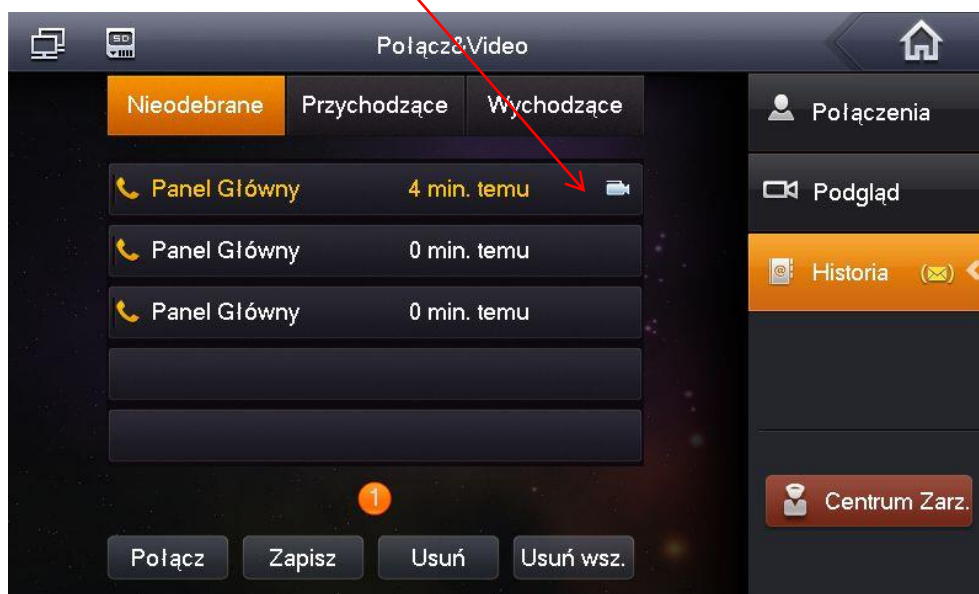 SD
Połącz&Video
Nieodebrane Przychodzące Wychodzące
Panel Główny 4 min. temu
Panel Główny 0 min. temu
Panel Główny 0 min. temu
1
Połącz Zapisz Usuń Usuń wsz.
Połączenia
Podgląd
@ Historia (✉)
Centrum Zarz.